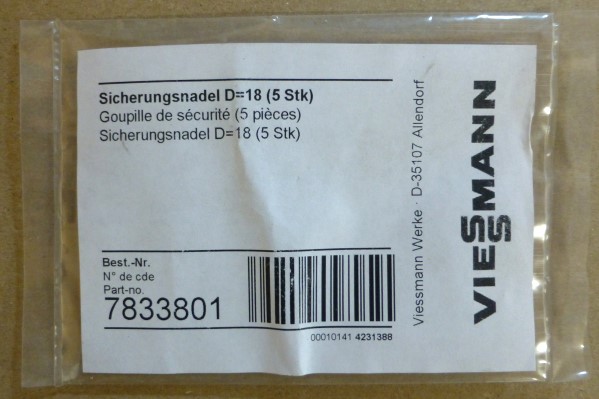 Sicherungsnadel D=18 (5 Stk)
Goupille de sécurité (5 pièces)
Sicherungsnadel D=18 (5 Stk)
Best.-Nr.
N° de cde
Part-no.
7833801
00010141 4231388
Viessmann Werke · D-35107 Allendorf
VIESSMANN